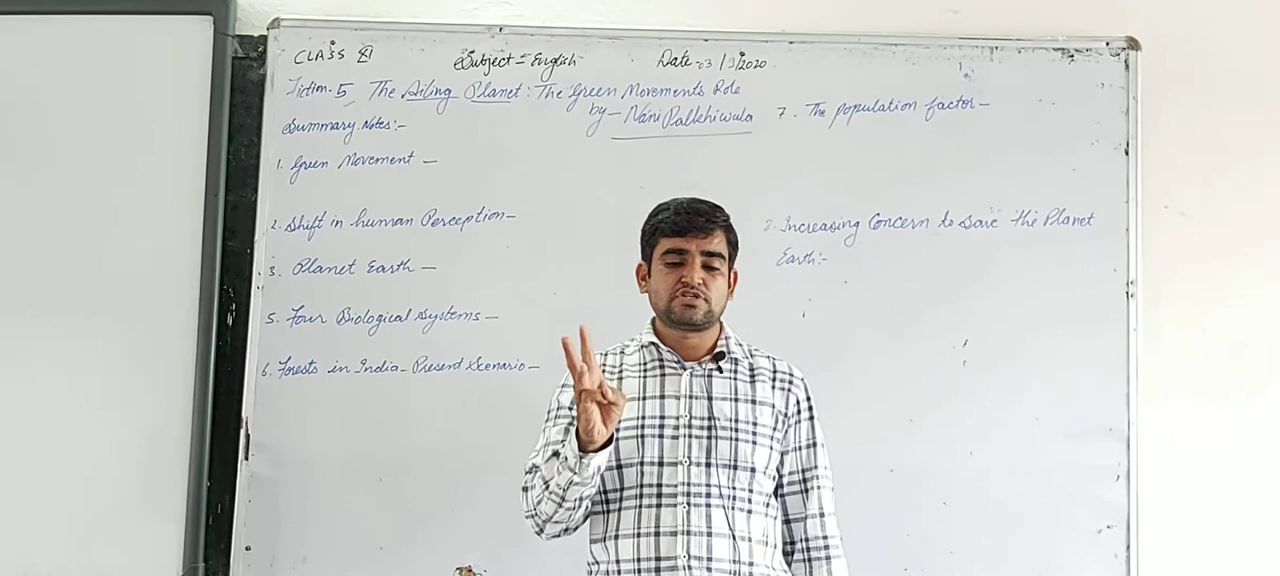 CLASS XI Subject = English Date - 03/9/2020
Fiction-5 The Ailing Planet: The Green Movements Role
by - Nani Palkhiwula
Summary Notes:-
1. Green Movement -
2. Shift in human Perception -
3. Planet Earth -
5. Four Biological Systems -
6. Forests in India - Present Scenario -
7. The population factor -
8. Increasing Concern to Save the Planet
Earth:-